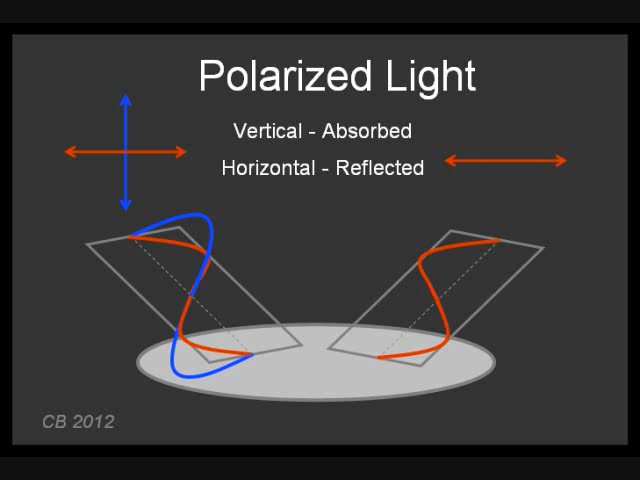 Polarized Light
Vertical - Absorbed
Horizontal - Reflected
CB 2012